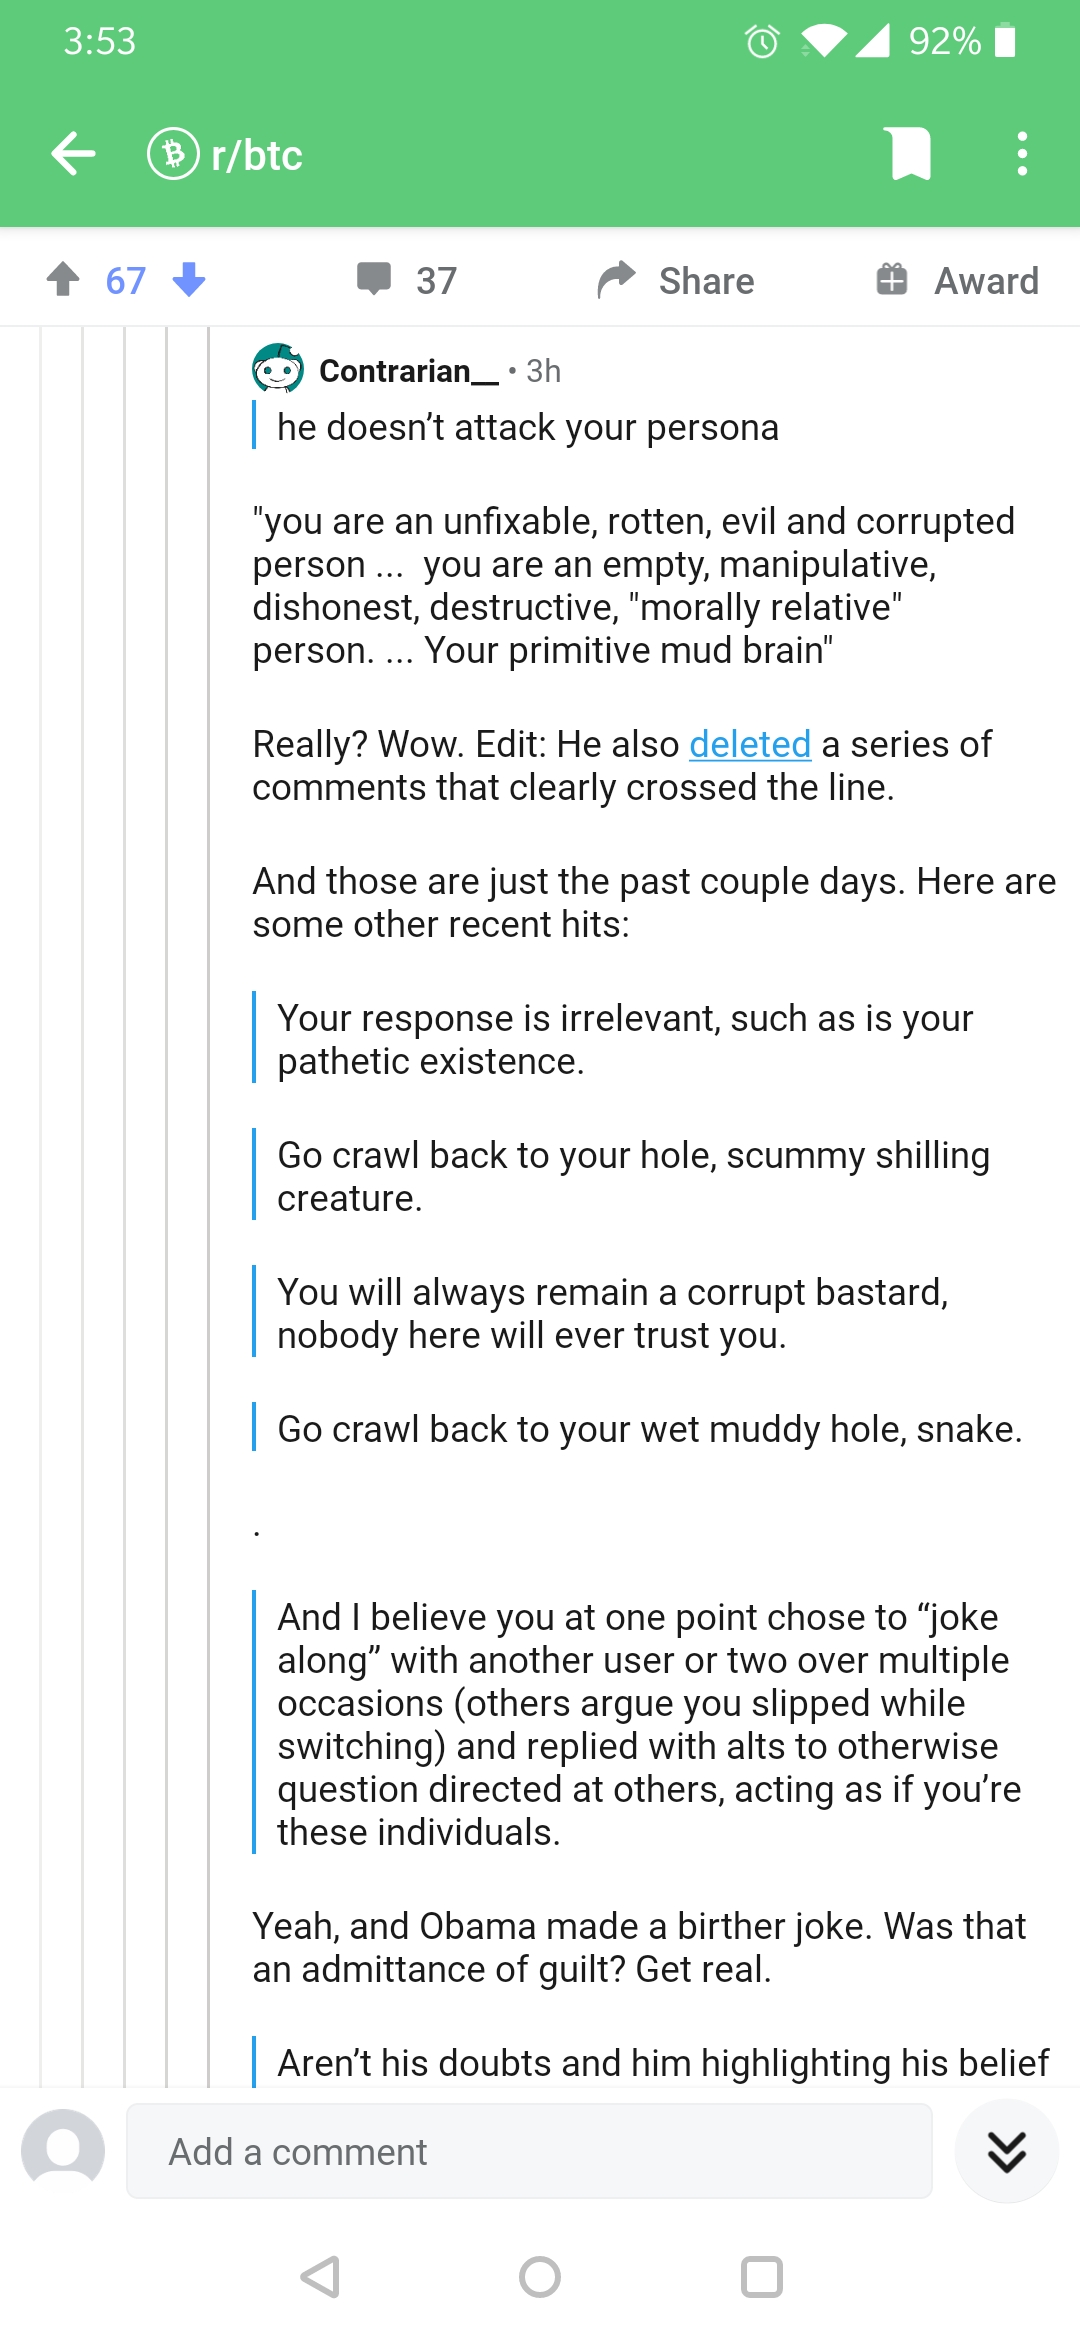 3:53
92%
r/btc
67
37
Share
Award
Contrarian__ • 3h
he doesn’t attack your persona
"you are an unfixable, rotten, evil and corrupted
person ...  you are an empty, manipulative,
dishonest, destructive, "morally relative"
person. ... Your primitive mud brain"
Really? Wow. Edit: He also deleted a series of
comments that clearly crossed the line.
And those are just the past couple days. Here are
some other recent hits:
Your response is irrelevant, such as is your
pathetic existence.
Go crawl back to your hole, scummy shilling
creature.
You will always remain a corrupt bastard,
nobody here will ever trust you.
Go crawl back to your wet muddy hole, snake.
.
And I believe you at one point chose to “joke
along” with another user or two over multiple
occasions (others argue you slipped while
switching) and replied with alts to otherwise
question directed at others, acting as if you’re
these individuals.
Yeah, and Obama made a birther joke. Was that
an admittance of guilt? Get real.
Aren’t his doubts and him highlighting his belief
Add a comment